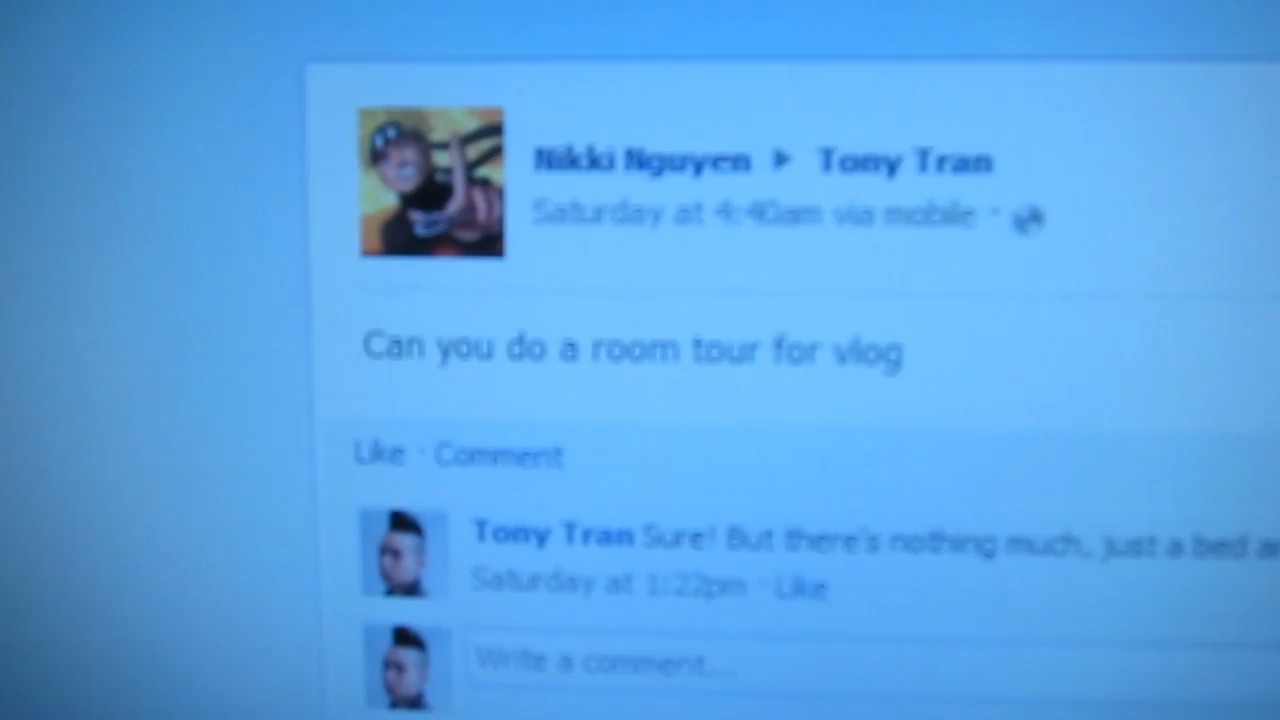 Nikki Nguyen ▶ Tony Tran
Saturday at 4:40am via mobile ·
Can you do a room tour for vlog
Like · Comment
Tony Tran Sure! But there's nothing much, just a bed
Saturday at 1:22pm · Like
Write a comment...